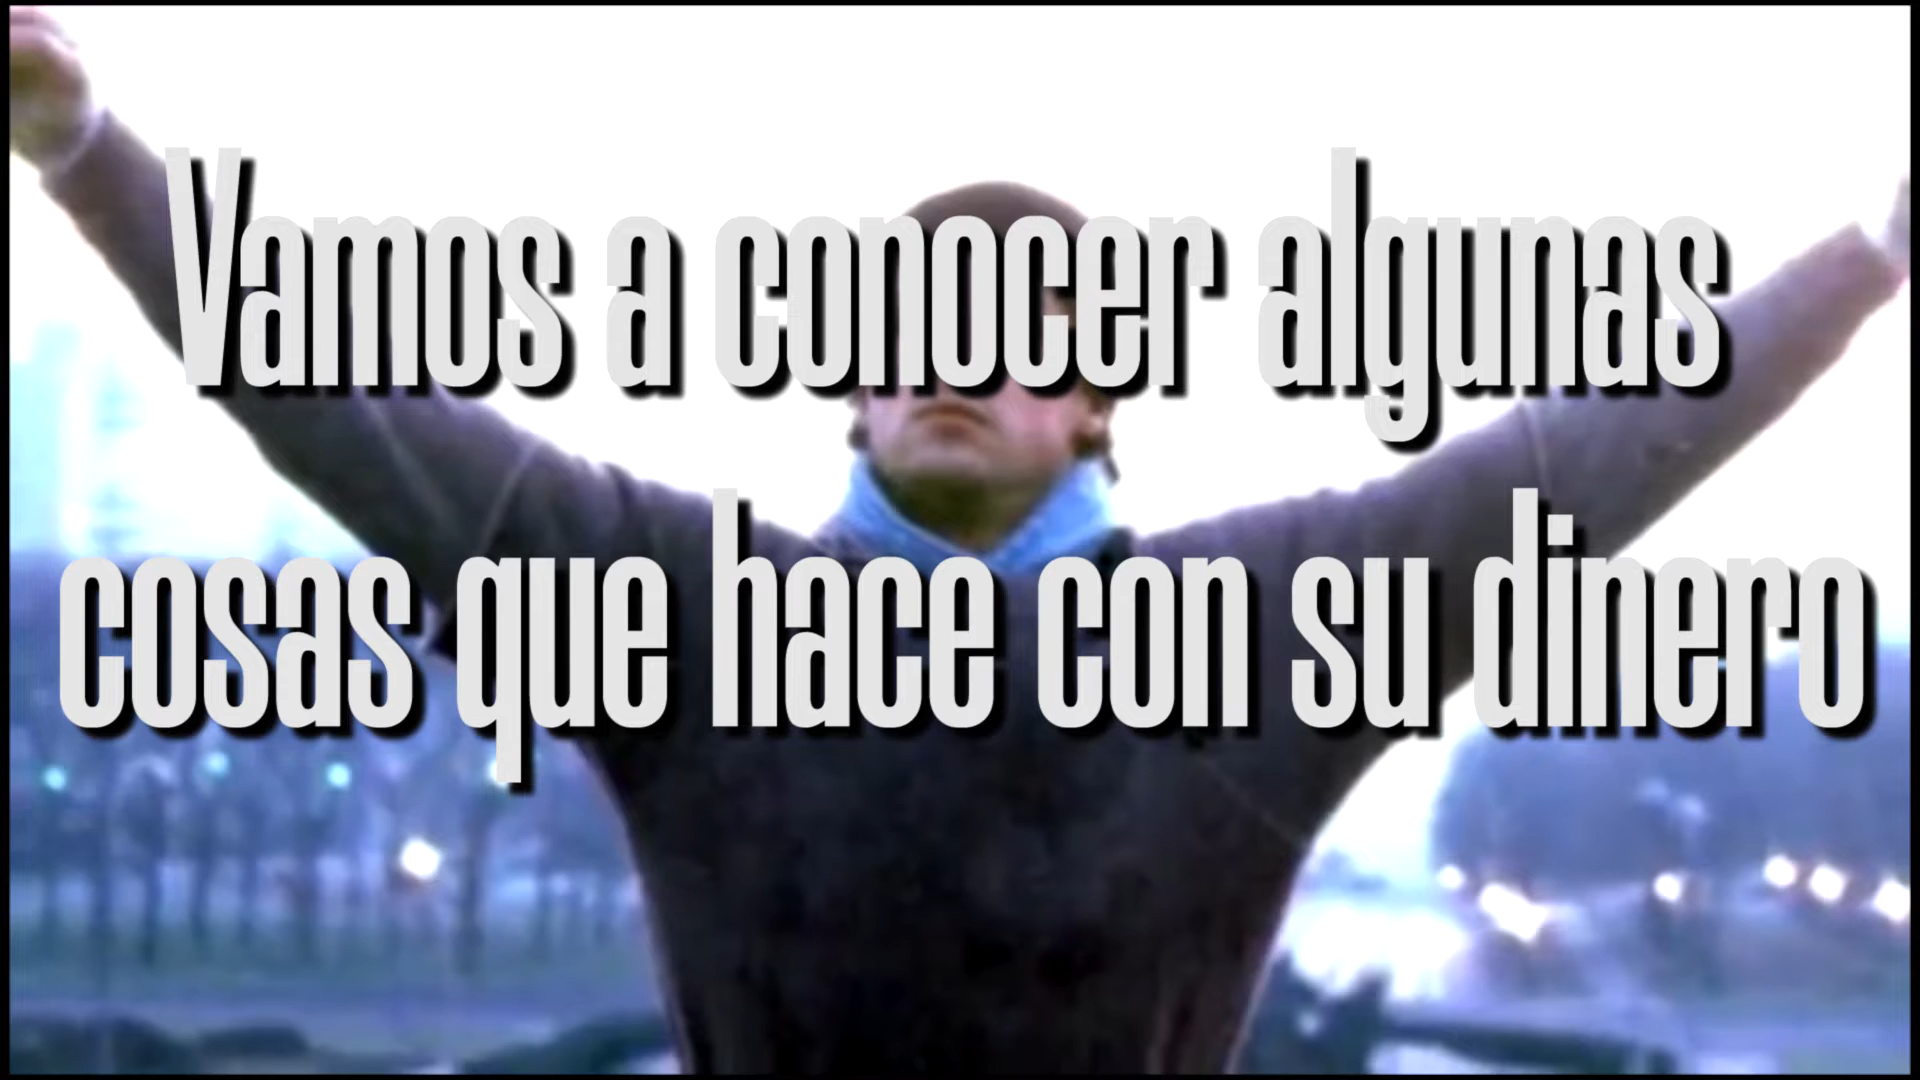 Vamos a conocer algunas
cosas que hace con su dinero